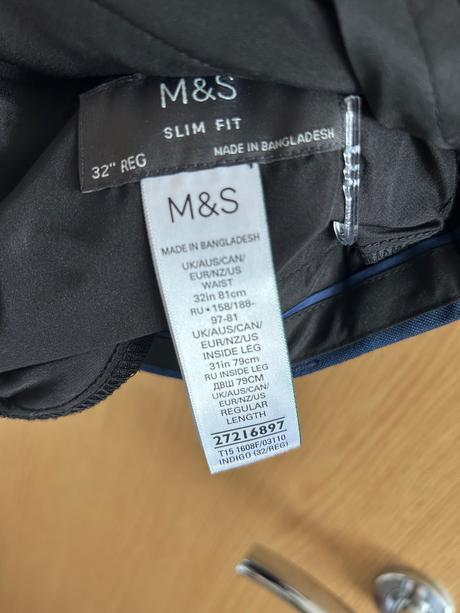 M&S
SLIM FIT
32" REG
MADE IN BANGLADESH
M&S
MADE IN BANGLADESH
UK/AUS/CAN/
EUR/NZ/US
WAIST
32in 81cm
RU • 158/188-
97-81
UK/AUS/CAN/
EUR/NZ/US
INSIDE LEG
31in 79cm
RU INSIDE LEG
ДВШ 79CM
UK/AUS/CAN/
EUR/NZ/US
REGULAR
LENGTH
27216897
T15 1608F/03110
INDIGO (32/REG)